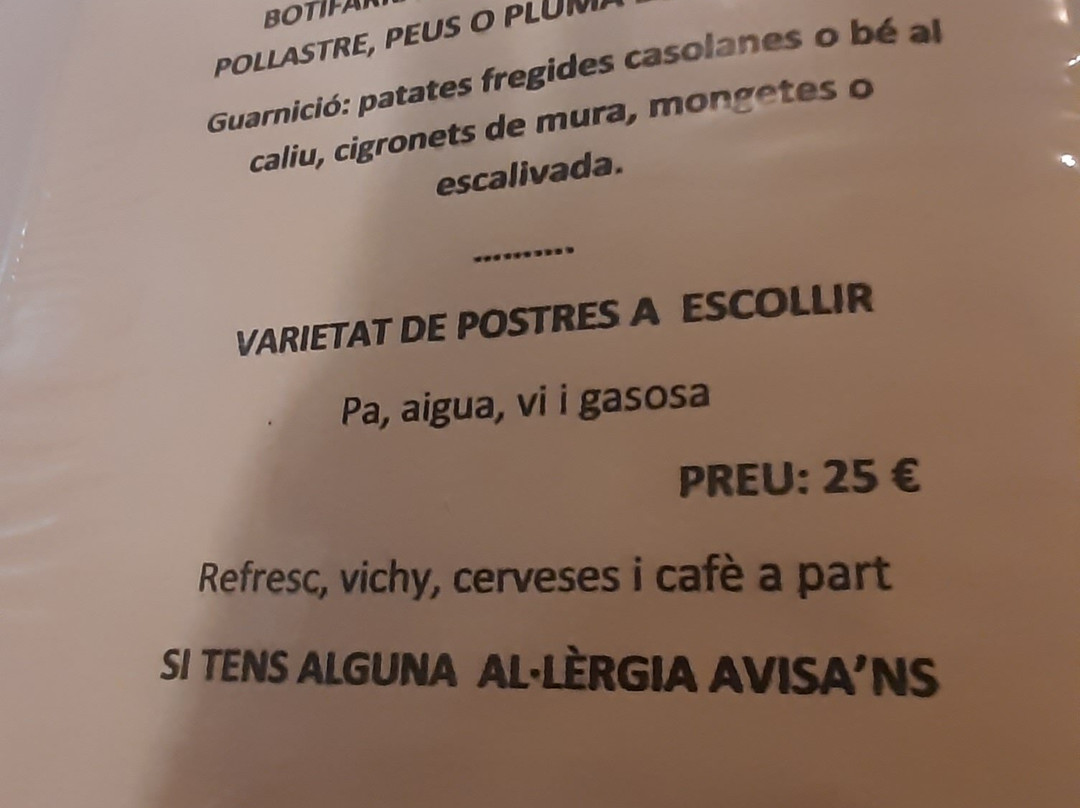 POLLASTRE, PEUS O PLUMA
Guarnició: patates fregides casolanes o bé al
caliu, cigronets de mura, mongetes o
escalivada.
..........
VARIETAT DE POSTRES A ESCOLLIR
Pa, aigua, vi i gasosa
PREU: 25 €
Refresc, vichy, cerveses i cafè a part
SI TENS ALGUNA AL·LÈRGIA AVISA'NS